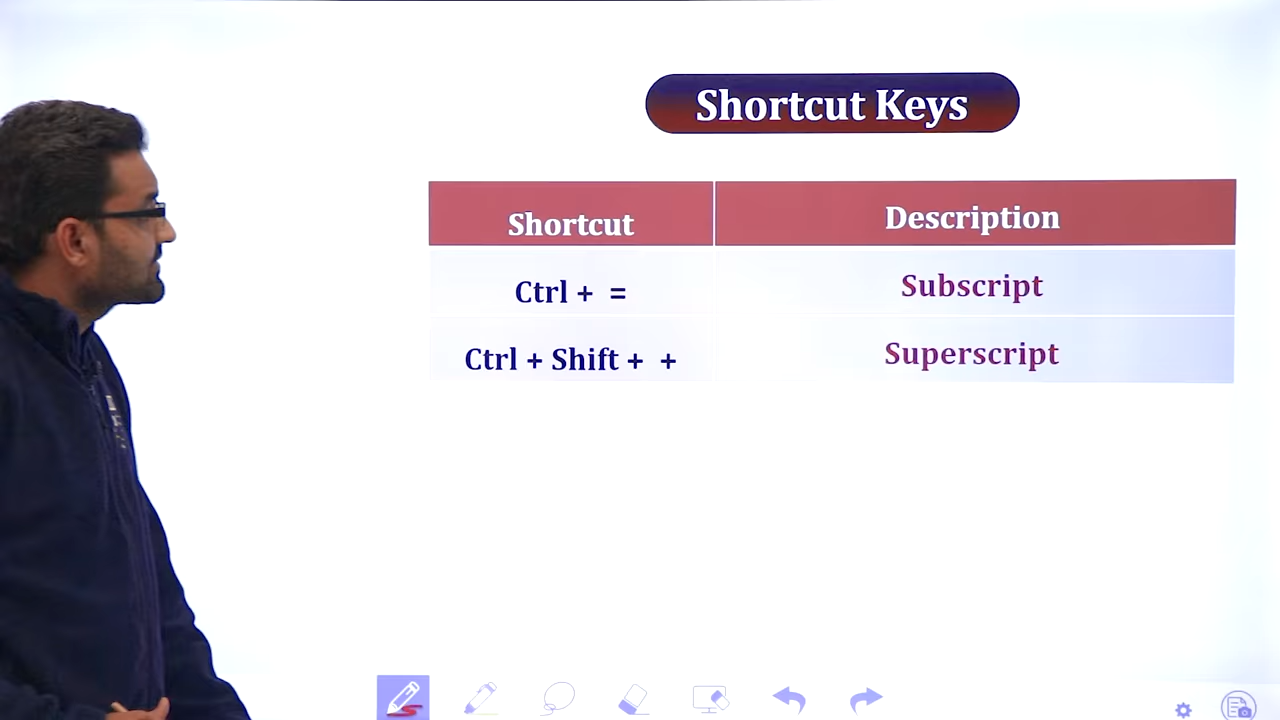 Shortcut Keys
Shortcut Description
Ctrl + = Subscript
Ctrl + Shift + + Superscript